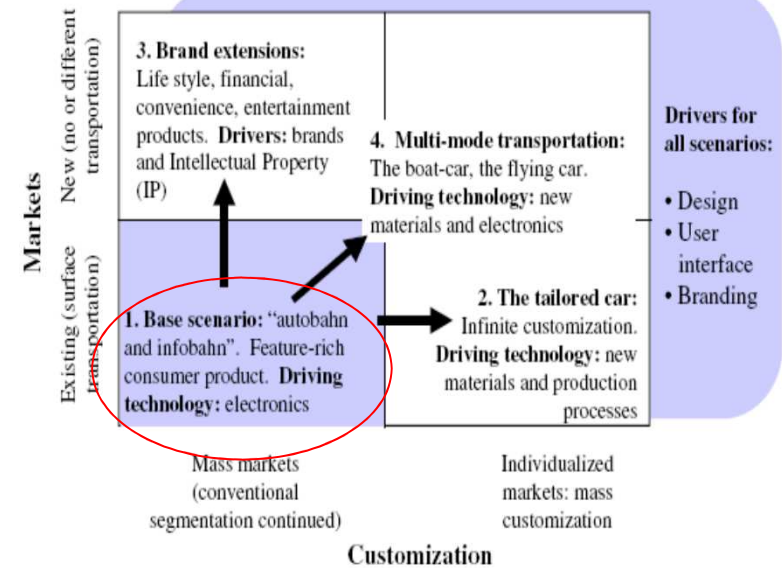 Markets
New (no or different
transportation)
Existing (surface
transportation)
3. Brand extensions:
Life style, financial,
convenience, entertainment
products. Drivers: brands
and Intellectual Property
(IP)
4. Multi-mode transportation:
The boat-car, the flying car.
Driving technology: new
materials and electronics
1. Base scenario: “autobahn
and infobahn”. Feature-rich
consumer product. Driving
technology: electronics
2. The tailored car:
Infinite customization.
Driving technology: new
materials and production
processes
Drivers for
all scenarios:
• Design
• User
interface
• Branding
Mass markets
(conventional
segmentation continued)
Individualized
markets: mass
customization
Customization